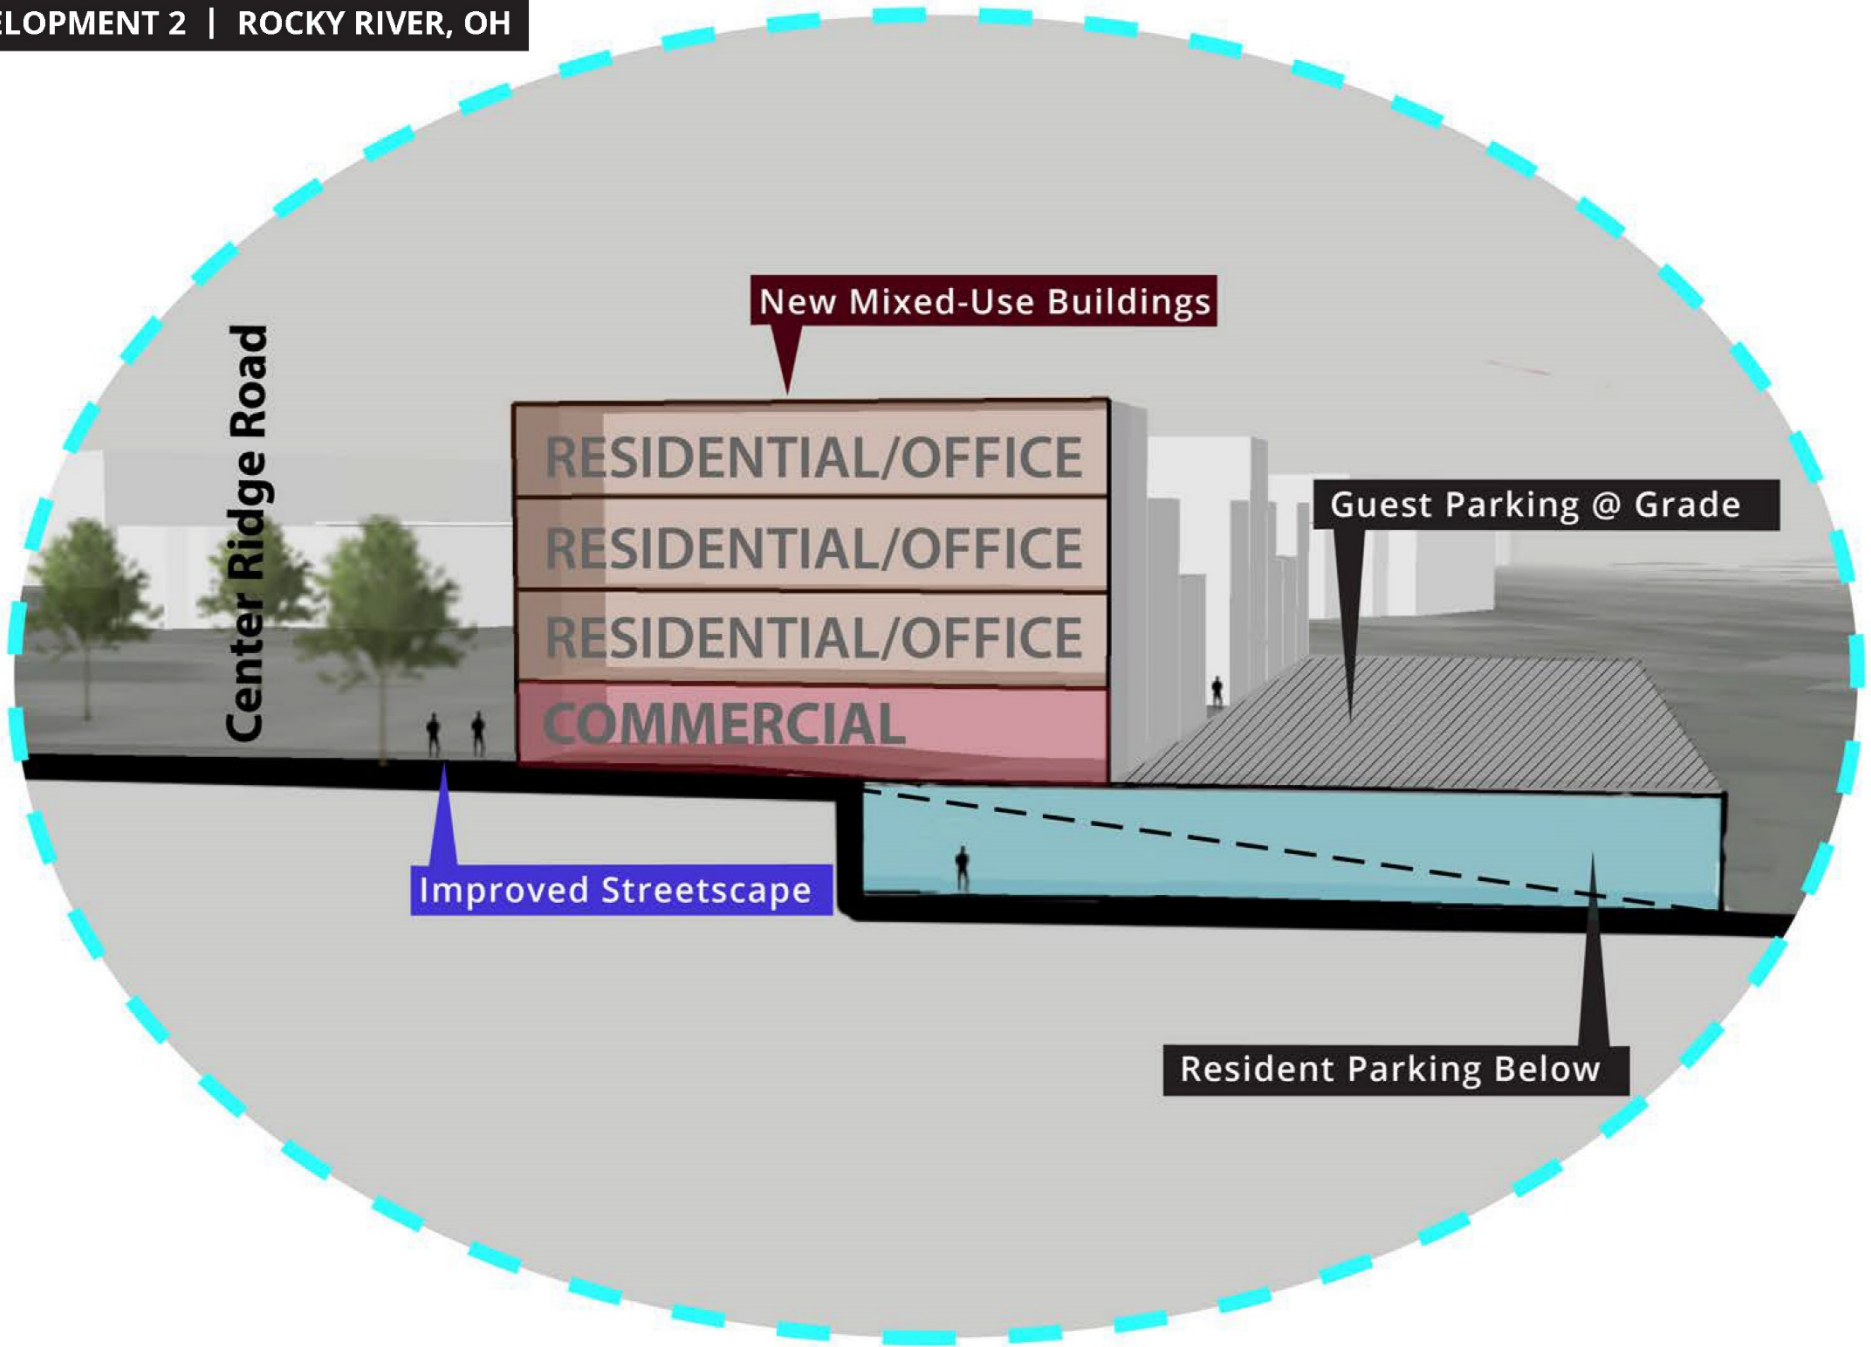 ELOPMENT 2 | ROCKY RIVER, OH
New Mixed-Use Buildings
Center Ridge Road
RESIDENTIAL/OFFICE
Guest Parking @ Grade
RESIDENTIAL/OFFICE
RESIDENTIAL/OFFICE
COMMERCIAL
Improved Streetscape
Resident Parking Below